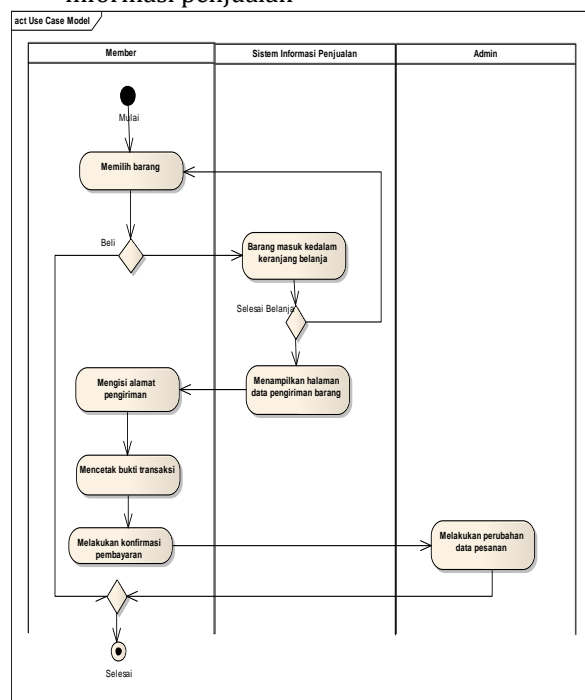 informasi penjualan
act Use Case Model
Member
Sistem Informasi Penjualan
Admin
Mulai
Memilih barang
Beli
Barang masuk kedalam
keranjang belanja
Selesai Belanja
Menampilkan halaman
data pengiriman barang
Mengisi alamat
pengiriman
Mencetak bukti transaksi
Melakukan konfirmasi
pembayaran
Melakukan perubahan
data pesanan
Selesai